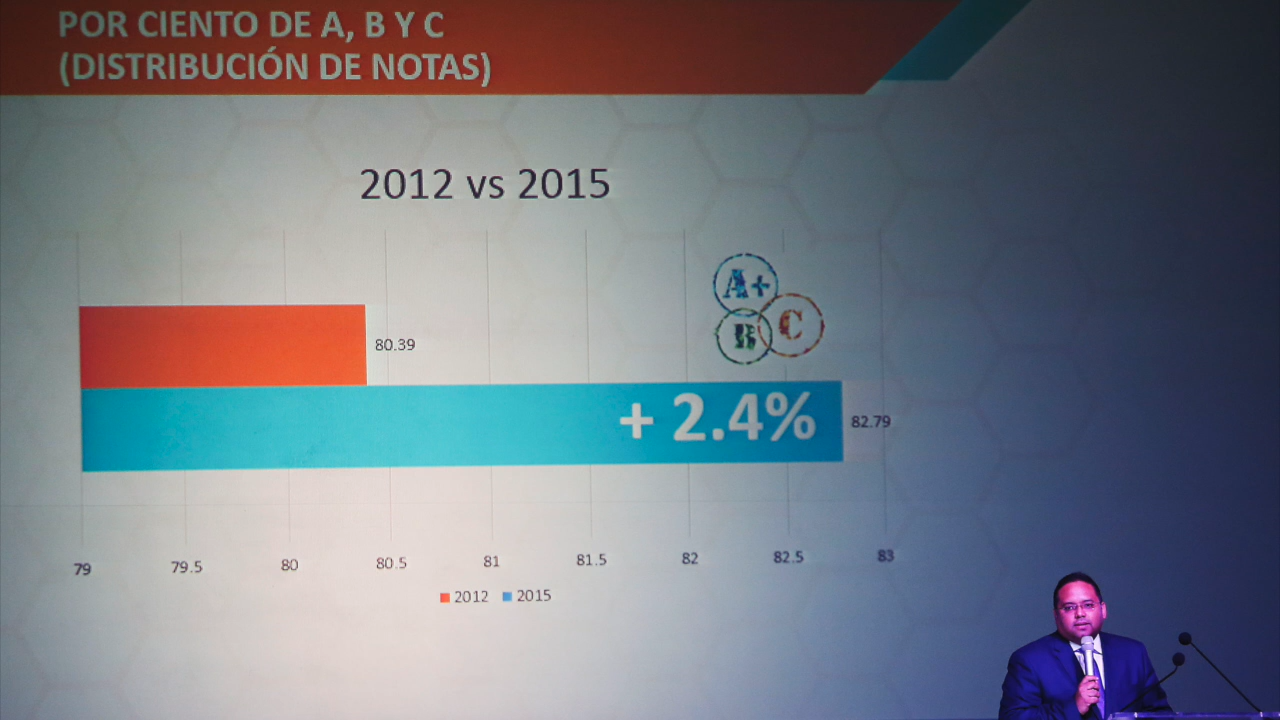 POR CIENTO DE A, B Y C
(DISTRIBUCIÓN DE NOTAS)
2012 vs 2015
A+
B C
80.39
+ 2.4%
82.79
79 79.5 80 80.5 81 81.5 82 82.5 83
2012 2015